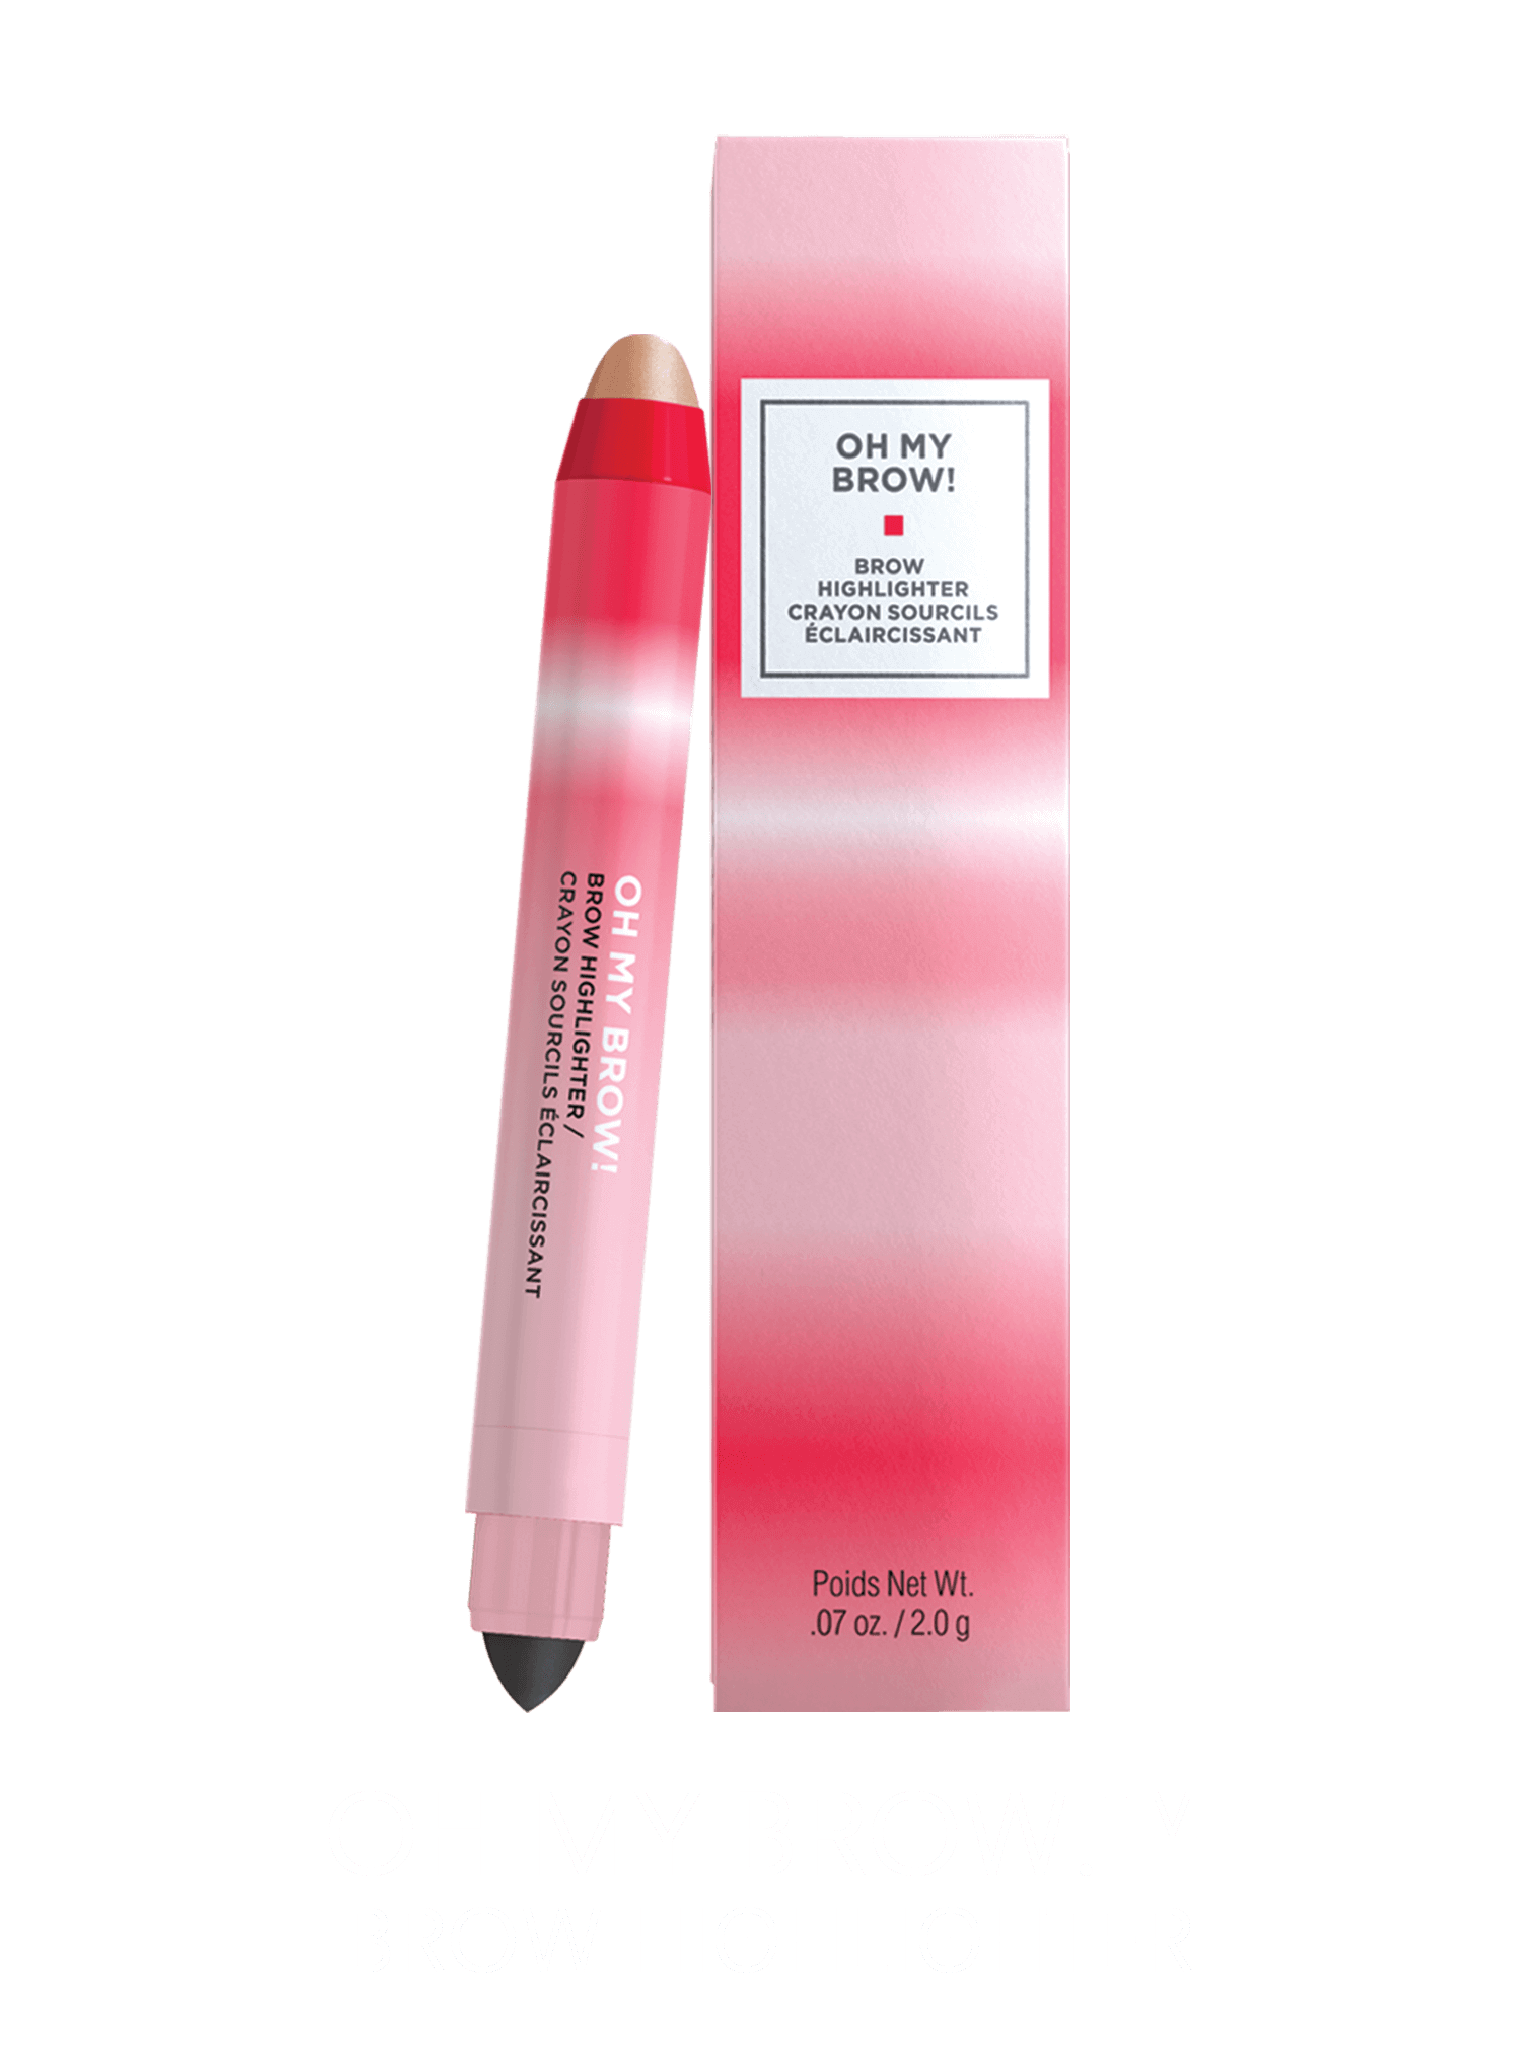 OH MY
BROW!
BROW
HIGHLIGHTER
CRAYON SOURCILS
ÉCLAIRCISSANT
OH MY BROW!
BROW HIGHLIGHTER /
CRAYON SOURCILS ÉCLAIRCISSANT
Poids Net Wt.
.07 oz. / 2.0 g